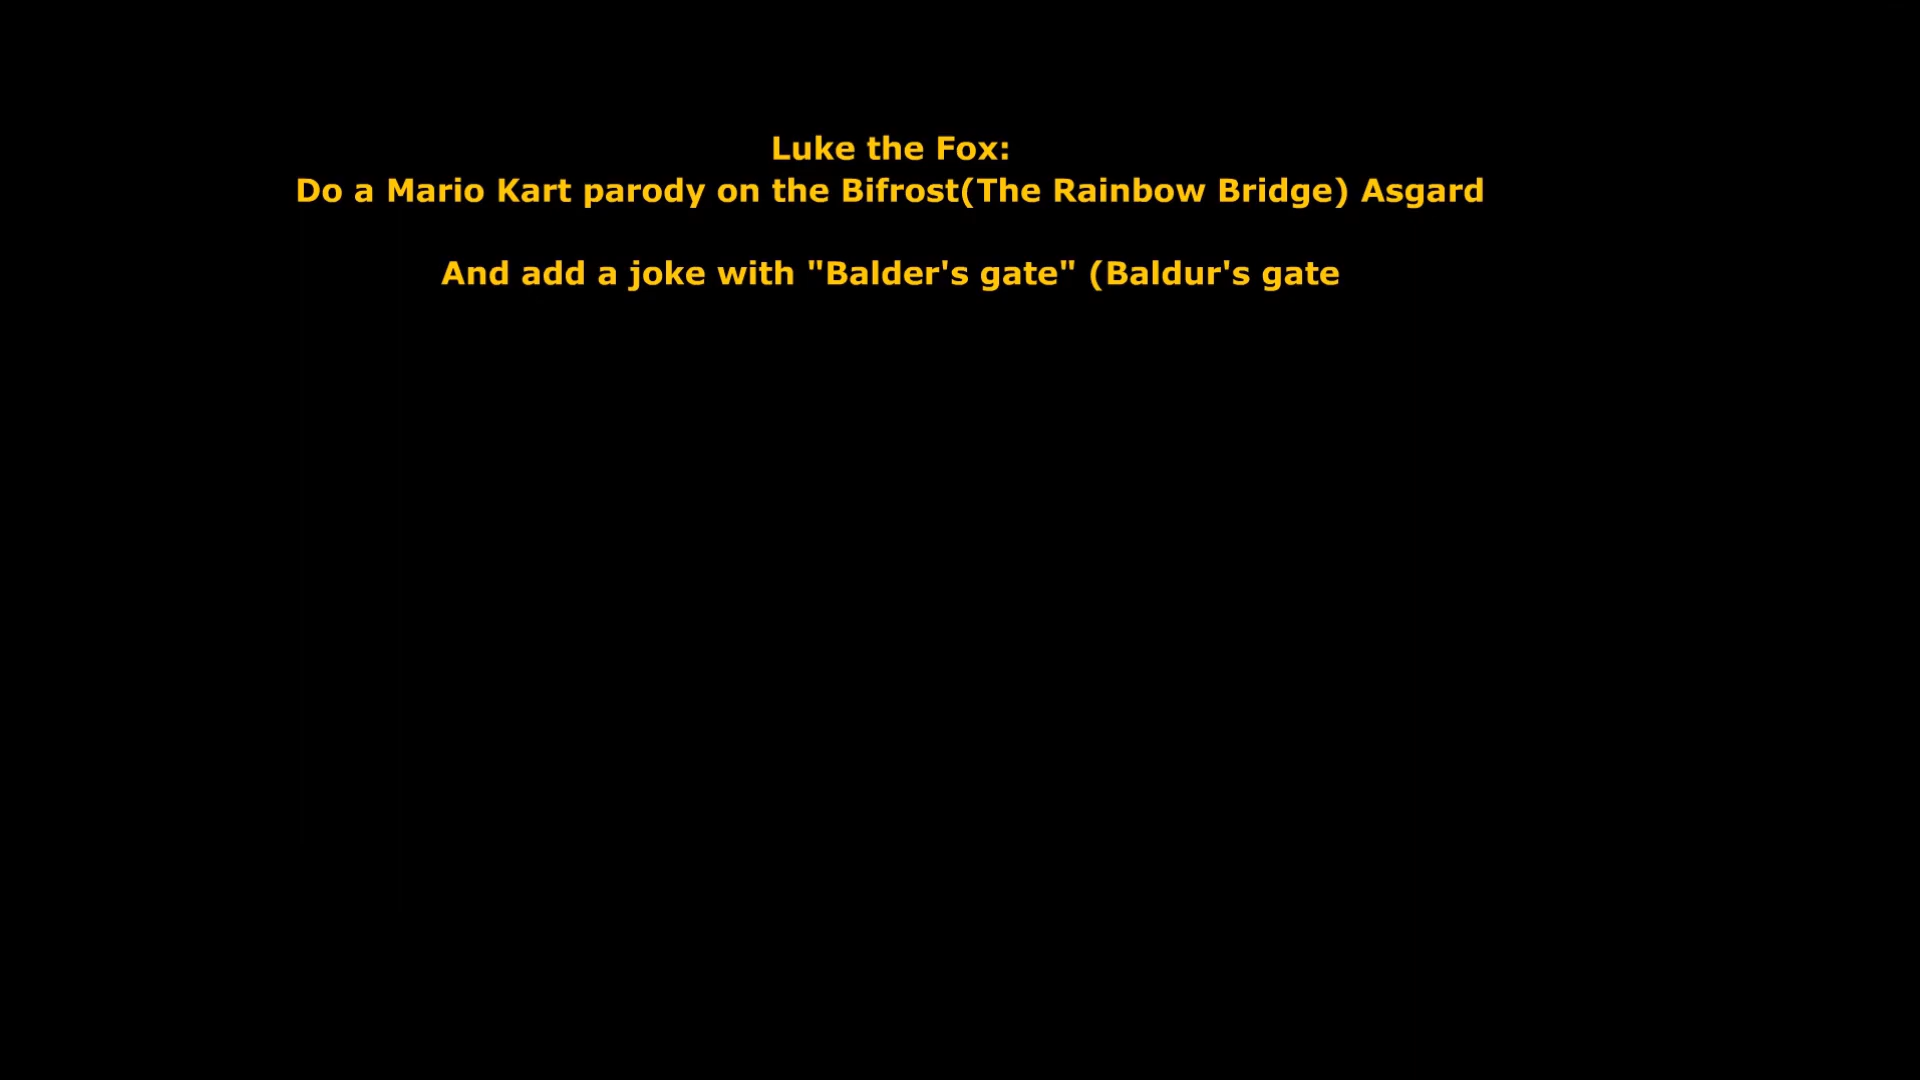 Luke the Fox:
Do a Mario Kart parody on the Bifrost(The Rainbow Bridge) Asgard
And add a joke with "Balder's gate" (Baldur's gate